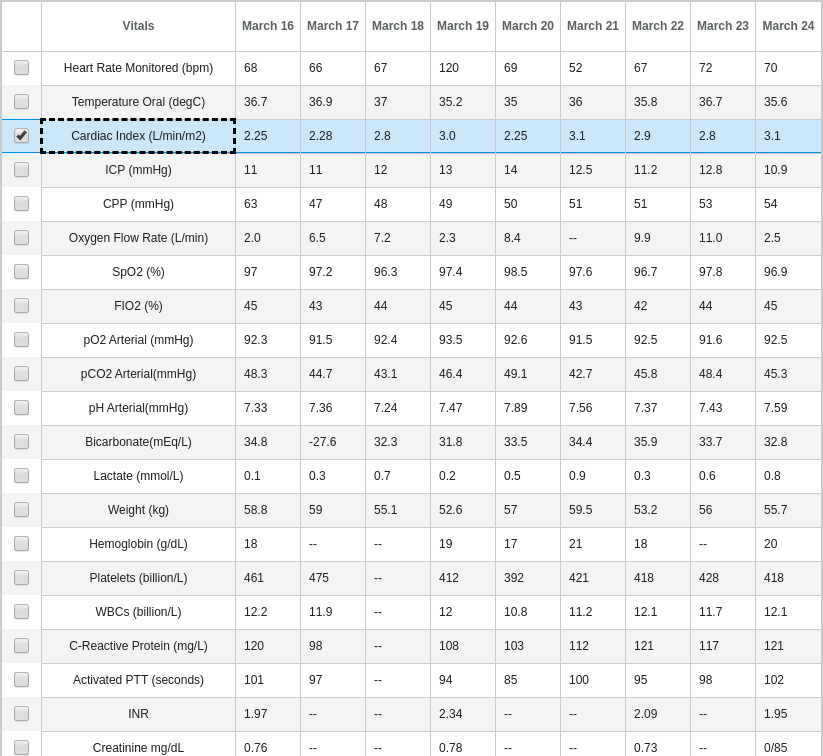 Vitals March 16 March 17 March 18 March 19 March 20 March 21 March 22 March 23 March 24
Heart Rate Monitored (bpm) 68 66 67 120 69 52 67 72 70
Temperature Oral (degC) 36.7 36.9 37 35.2 35 36 35.8 36.7 35.6
Cardiac Index (L/min/m2) 2.25 2.28 2.8 3.0 2.25 3.1 2.9 2.8 3.1
ICP (mmHg) 11 11 12 13 14 12.5 11.2 12.8 10.9
CPP (mmHg) 63 47 48 49 50 51 51 53 54
Oxygen Flow Rate (L/min) 2.0 6.5 7.2 2.3 8.4 -- 9.9 11.0 2.5
SpO2 (%) 97 97.2 96.3 97.4 98.5 97.6 96.7 97.8 96.9
FIO2 (%) 45 43 44 45 44 43 42 44 45
pO2 Arterial (mmHg) 92.3 91.5 92.4 93.5 92.6 91.5 92.5 91.6 92.5
pCO2 Arterial(mmHg) 48.3 44.7 43.1 46.4 49.1 42.7 45.8 48.4 45.3
pH Arterial(mmHg) 7.33 7.36 7.24 7.47 7.89 7.56 7.37 7.43 7.59
Bicarbonate(mEq/L) 34.8 -27.6 32.3 31.8 33.5 34.4 35.9 33.7 32.8
Lactate (mmol/L) 0.1 0.3 0.7 0.2 0.5 0.9 0.3 0.6 0.8
Weight (kg) 58.8 59 55.1 52.6 57 59.5 53.2 56 55.7
Hemoglobin (g/dL) 18 -- -- 19 17 21 18 -- 20
Platelets (billion/L) 461 475 -- 412 392 421 418 428 418
WBCs (billion/L) 12.2 11.9 -- 12 10.8 11.2 12.1 11.7 12.1
C-Reactive Protein (mg/L) 120 98 -- 108 103 112 121 117 121
Activated PTT (seconds) 101 97 -- 94 85 100 95 98 102
INR 1.97 -- -- 2.34 -- -- 2.09 -- 1.95
Creatinine mg/dL 0.76 -- -- 0.78 -- -- 0.73 -- 0/85